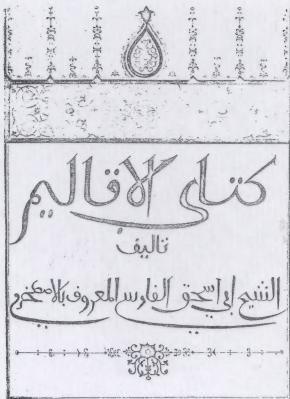 كتاب الاقاليم
تاليف
الشيخ ابي اسحق الفارسي المعروف بالاصطخري